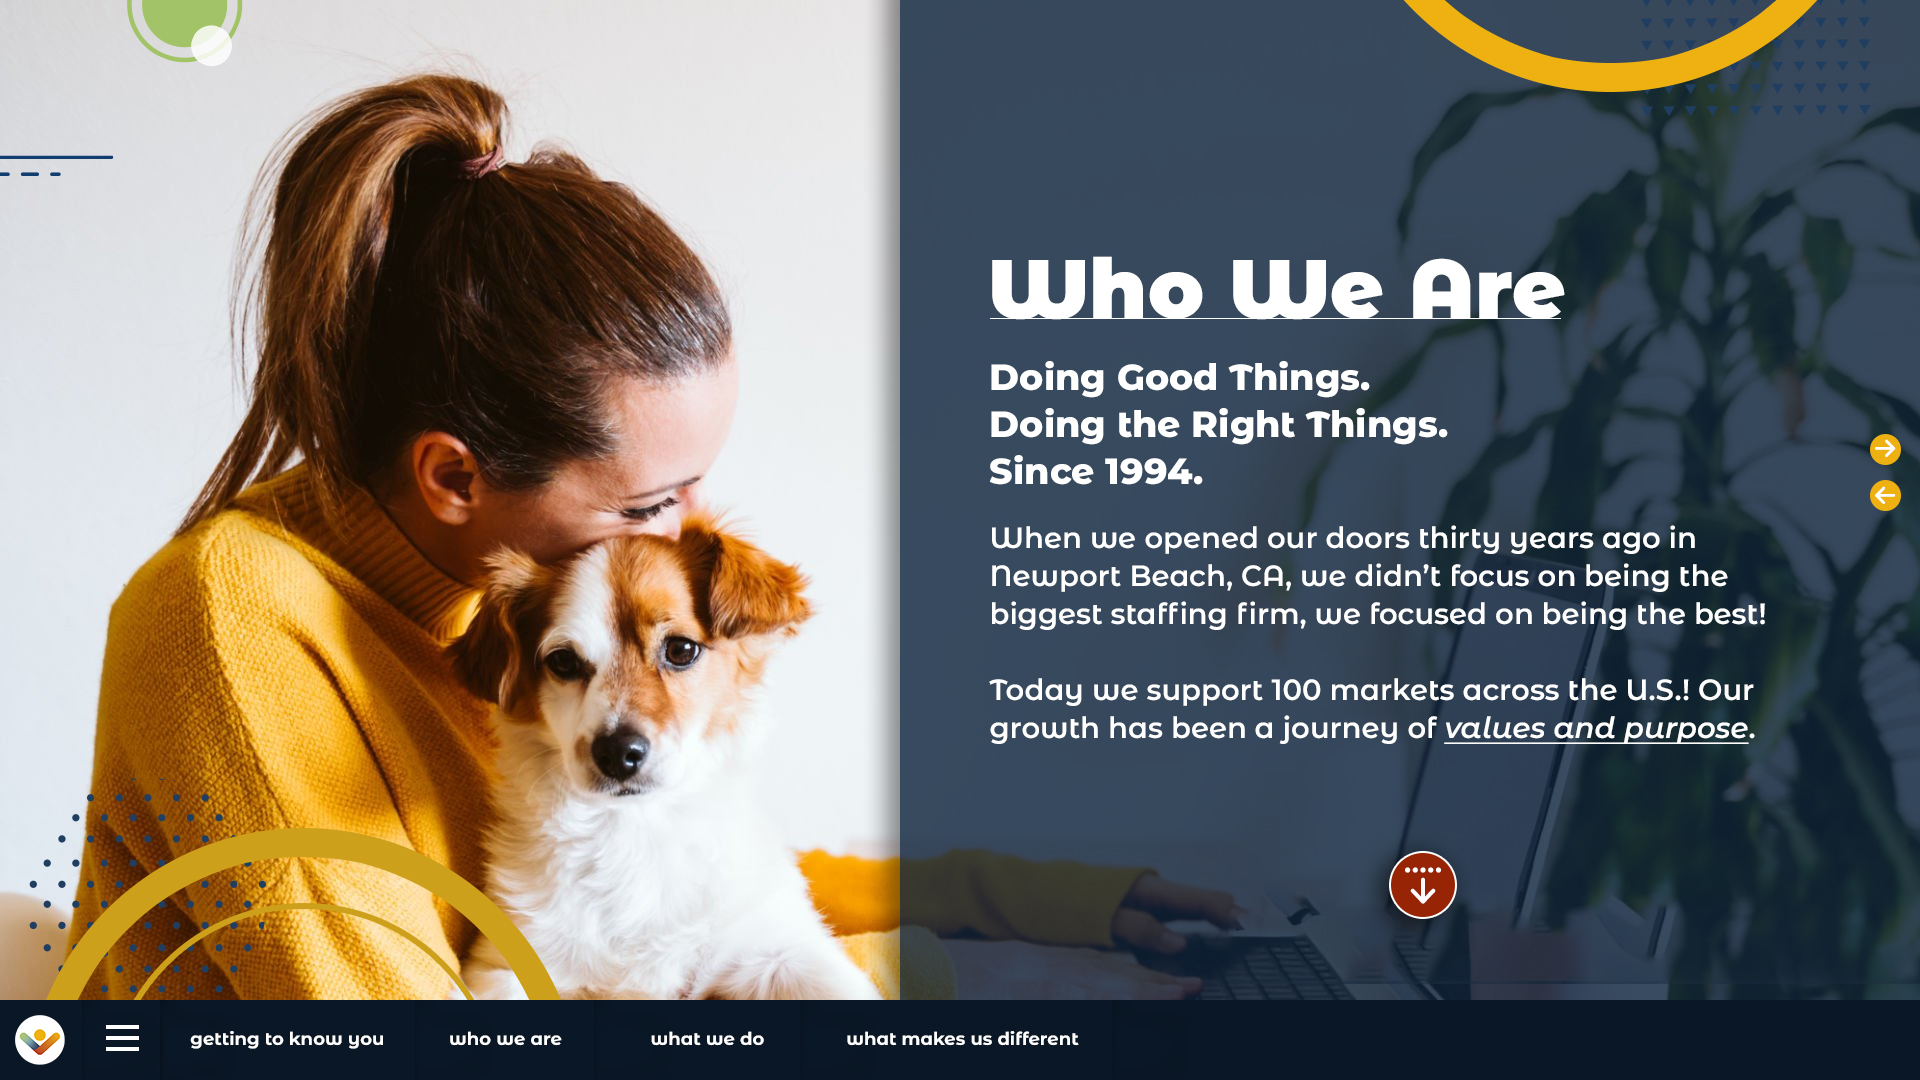 Who We Are
Doing Good Things.
Doing the Right Things.
Since 1994.
When we opened our doors thirty years ago in
Newport Beach, CA, we didn’t focus on being the
biggest staffing firm, we focused on being the best!
Today we support 100 markets across the U.S.! Our
growth has been a journey of values and purpose.
getting to know you
who we are
what we do
what makes us different